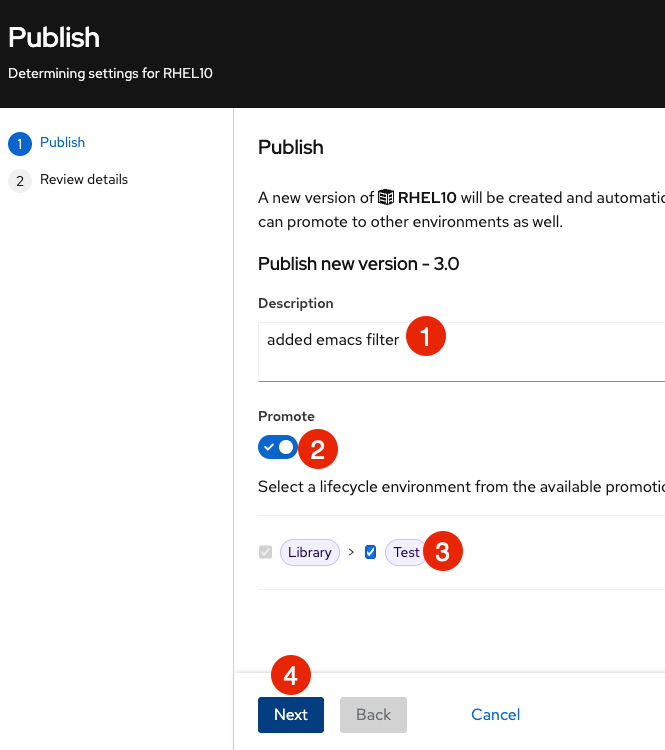 Publish
Determining settings for RHEL10
1 Publish
2 Review details
Publish
A new version of RHEL10 will be created and
can promote to other environments as well.
Publish new version - 3.0
Description
added emacs filter 1
Promote
2
Select a lifecycle environment from the available
Library > Test 3
4
Next Back Cancel